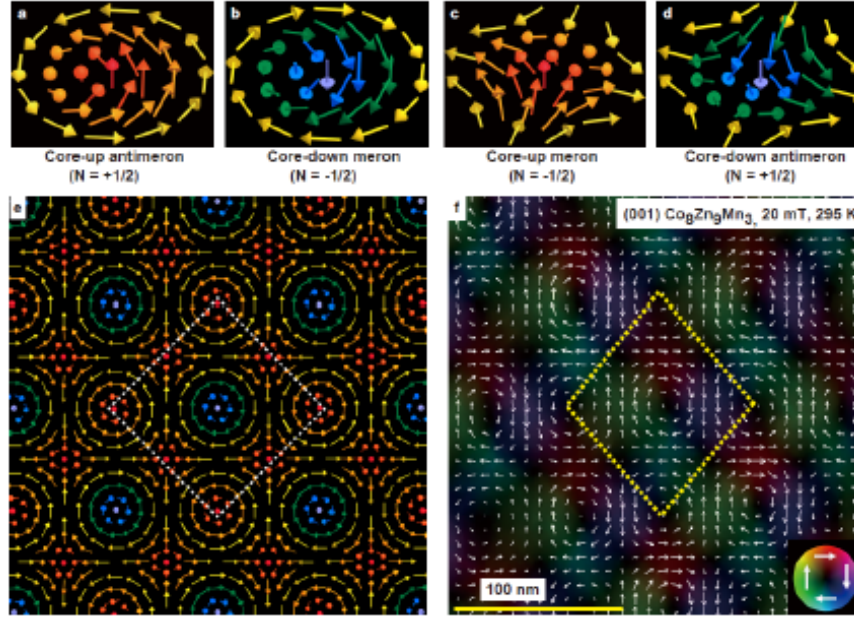 a
b
c
d
Core-up antimeron
(N = +1/2)
Core-down meron
(N = -1/2)
Core-up meron
(N = -1/2)
Core-down antimeron
(N = +1/2)
e
f
(001) Co8Zn9Mn3, 20 mT, 295 K
100 nm